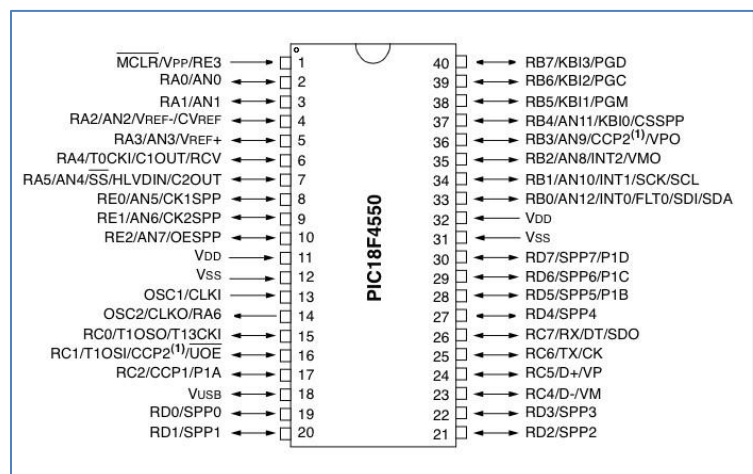 MCLR/VPP/RE3 1 40 RB7/KBI3/PGD
RA0/AN0 2 39 RB6/KBI2/PGC
RA1/AN1 3 38 RB5/KBI1/PGM
RA2/AN2/VREF-/CVREF 4 37 RB4/AN11/KBI0/CSSPP
RA3/AN3/VREF+ 5 36 RB3/AN9/CCP2(1)/VPO
RA4/T0CKI/C1OUT/RCV 6 35 RB2/AN8/INT2/VMO
RA5/AN4/SS/HLVDIN/C2OUT 7 34 RB1/AN10/INT1/SCK/SCL
RE0/AN5/CK1SPP 8 33 RB0/AN12/INT0/FLT0/SDI/SDA
RE1/AN6/CK2SPP 9 32 VDD
RE2/AN7/OESPP 10 31 VSS
VDD 11 30 RD7/SPP7/P1D
VSS 12 29 RD6/SPP6/P1C
OSC1/CLKI 13 28 RD5/SPP5/P1B
OSC2/CLKO/RA6 14 27 RD4/SPP4
RC0/T1OSO/T13CKI 15 26 RC7/RX/DT/SDO
RC1/T1OSI/CCP2(1)/UOE 16 25 RC6/TX/CK
RC2/CCP1/P1A 17 24 RC5/D+/VP
VUSB 18 23 RC4/D-/VM
RD0/SPP0 19 22 RD3/SPP3
RD1/SPP1 20 21 RD2/SPP2
PIC18F4550